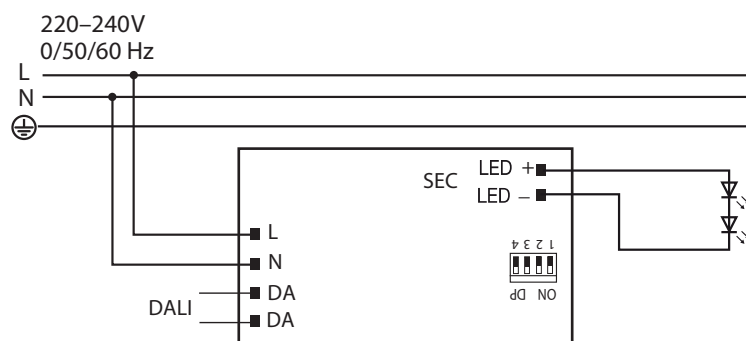 220–240V
0/50/60 Hz
L
N
SEC
LED +
LED –
L
N
DALI
DA
DA
1 2 3 4
ON DP